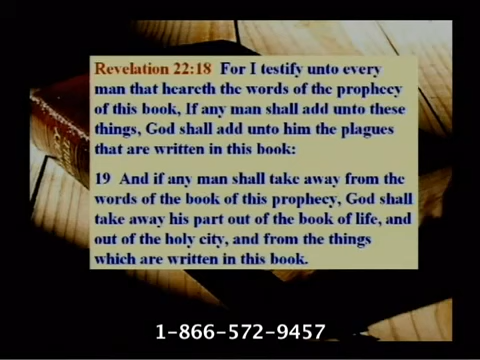 Revelation 22:18 For I testify unto every
man that heareth the words of the prophecy
of this book, If any man shall add unto these
things, God shall add unto him the plagues
that are written in this book:
19 And if any man shall take away from the
words of the book of this prophecy, God shall
take away his part out of the book of life, and
out of the holy city, and from the things
which are written in this book.
1-866-572-9457